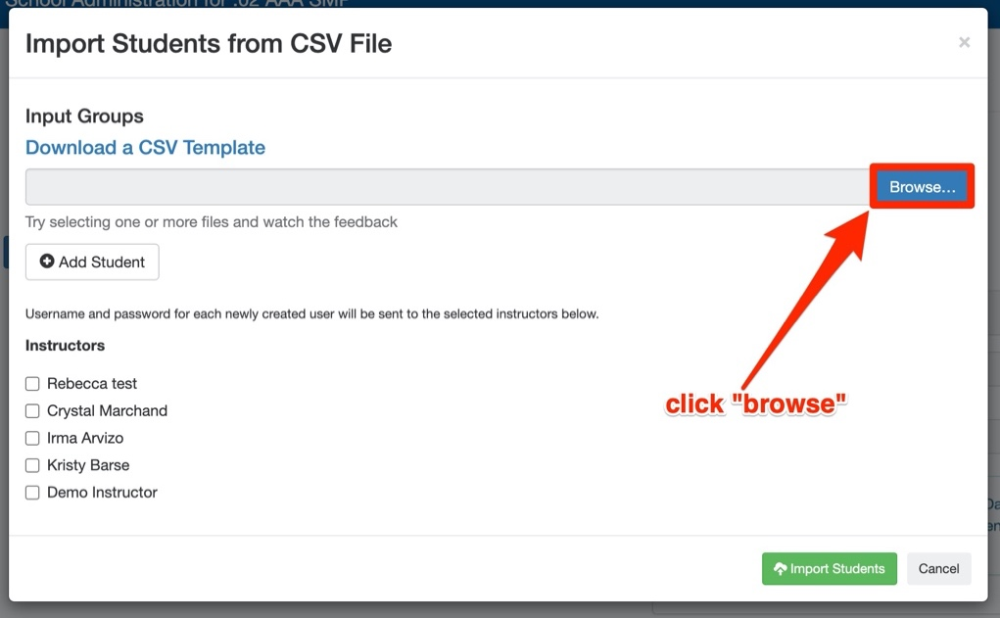 School Administration for .02 AAA SMP
Import Students from CSV File
×
Input Groups
Download a CSV Template
Browse…
Try selecting one or more files and watch the feedback
Add Student
Username and password for each newly created user will be sent to the selected instructors below.
Instructors
Rebecca test
Crystal Marchand
Irma Arvizo
Kristy Barse
Demo Instructor
click "browse"
Import Students
Cancel